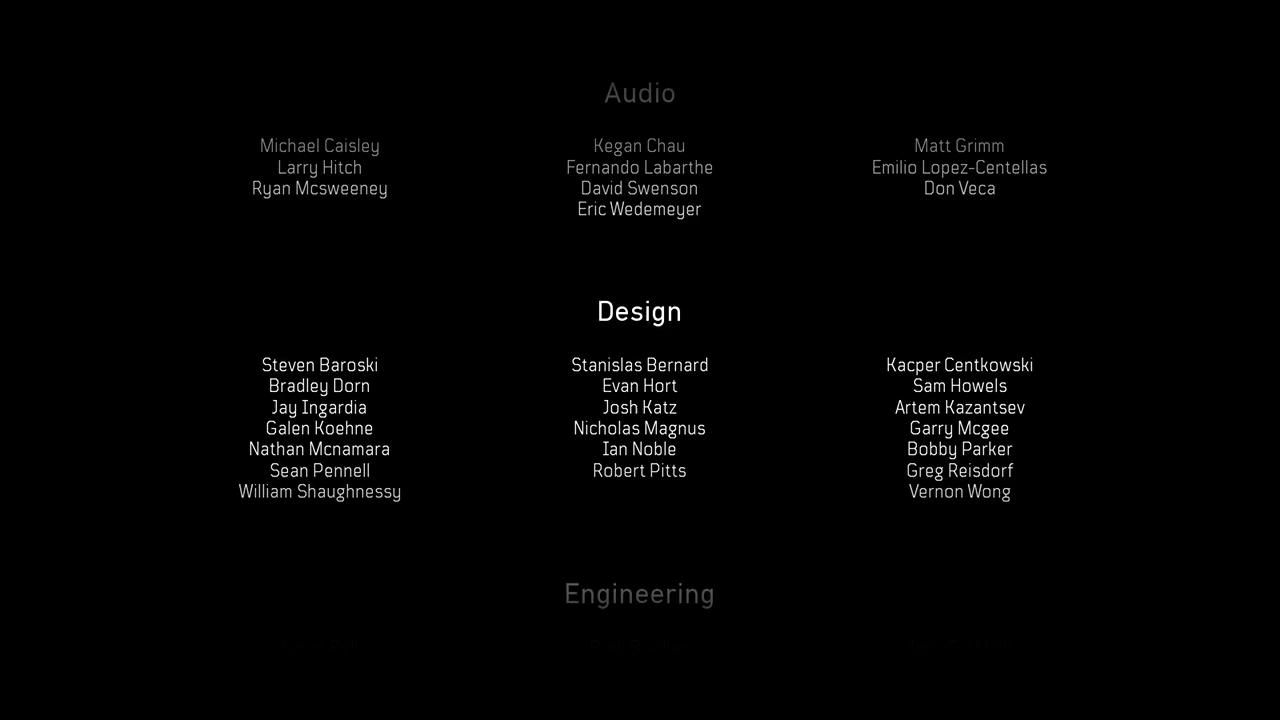 Audio
Michael Caisley Kegan Chau Matt Grimm
Larry Hitch Fernando Labarthe Emilio Lopez-Centellas
Ryan Mcsweeney David Swenson Don Veca
Eric Wedemeyer
Design
Steven Baroski Stanislas Bernard Kacper Centkowski
Bradley Dorn Evan Hort Sam Howels
Jay Ingardia Josh Katz Artem Kazantsev
Galen Koehne Nicholas Magnus Garry Mcgee
Nathan Mcnamara Ian Noble Bobby Parker
Sean Pennell Robert Pitts Greg Reisdorf
William Shaughnessy Vernon Wong
Engineering